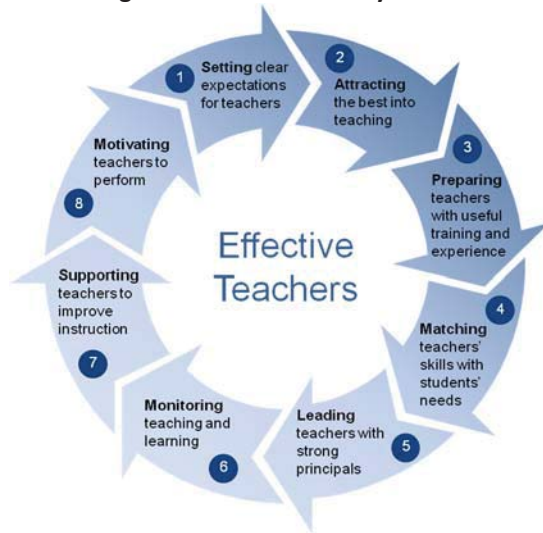 1
Setting clear
expectations
for teachers
2
Attracting
the best into
teaching
3
Preparing
teachers
with useful
training and
experience
4
Matching
teachers'
skills with
students'
needs
5
Leading
teachers with
strong
principals
6
Monitoring
teaching and
learning
7
Supporting
teachers to
improve
instruction
8
Motivating
teachers to
perform
Effective
Teachers